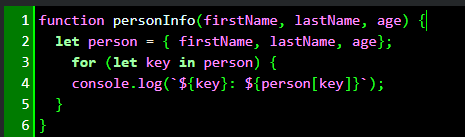 1 function personInfo(firstName, lastName, age) {
2   let person = { firstName, lastName, age};
3     for (let key in person) {
4     console.log(`${key}: ${person[key]}`);
5   }
6 }